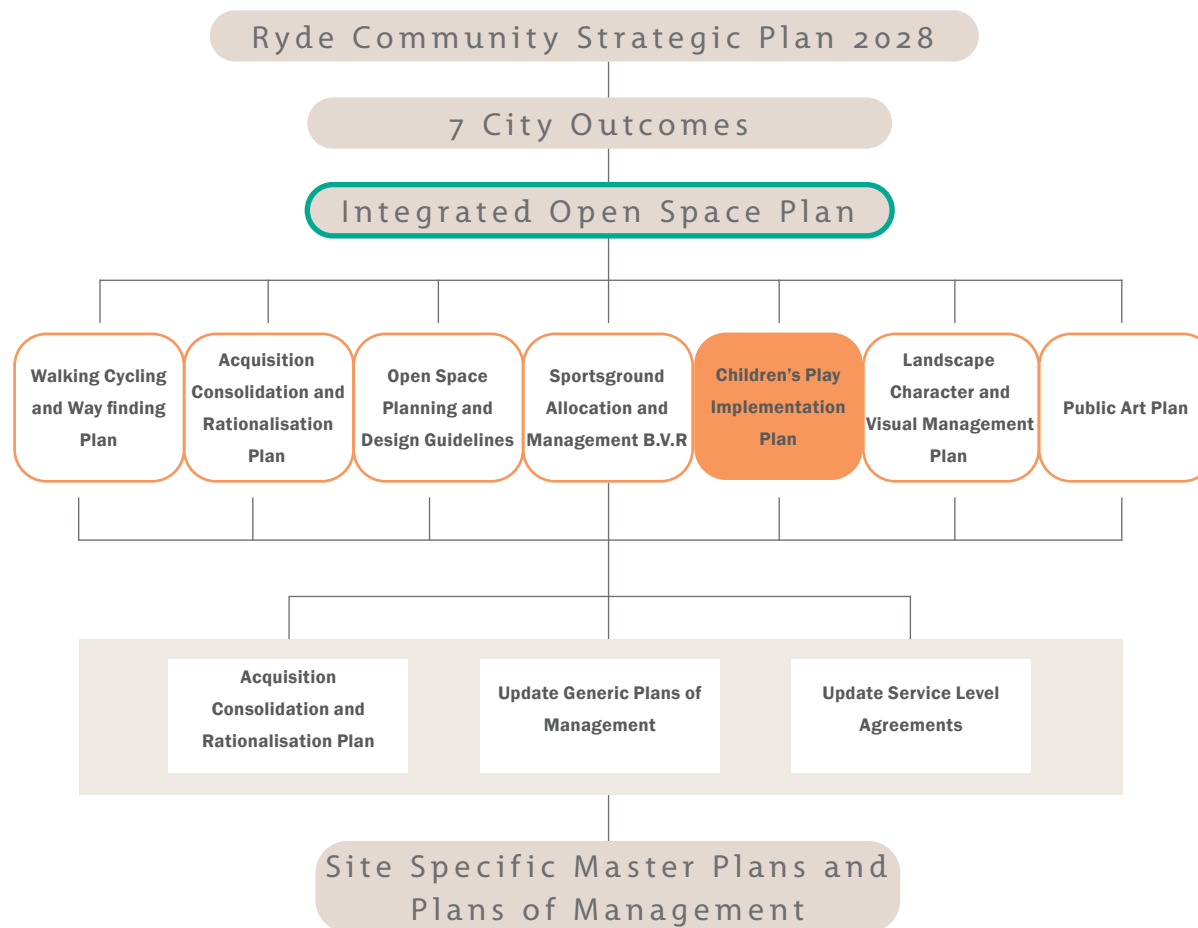 Ryde Community Strategic Plan 2028
7 City Outcomes
Integrated Open Space Plan
Walking Cycling
and Way finding
Plan
Acquisition
Consolidation and
Rationalisation
Plan
Open Space
Planning and
Design Guidelines
Sportsground
Allocation and
Management B.V.R
Children's Play
Implementation
Plan
Landscape
Character and
Visual Management
Plan
Public Art Plan
Acquisition
Consolidation and
Rationalisation Plan
Update Generic Plans of
Management
Update Service Level
Agreements
Site Specific Master Plans and
Plans of Management